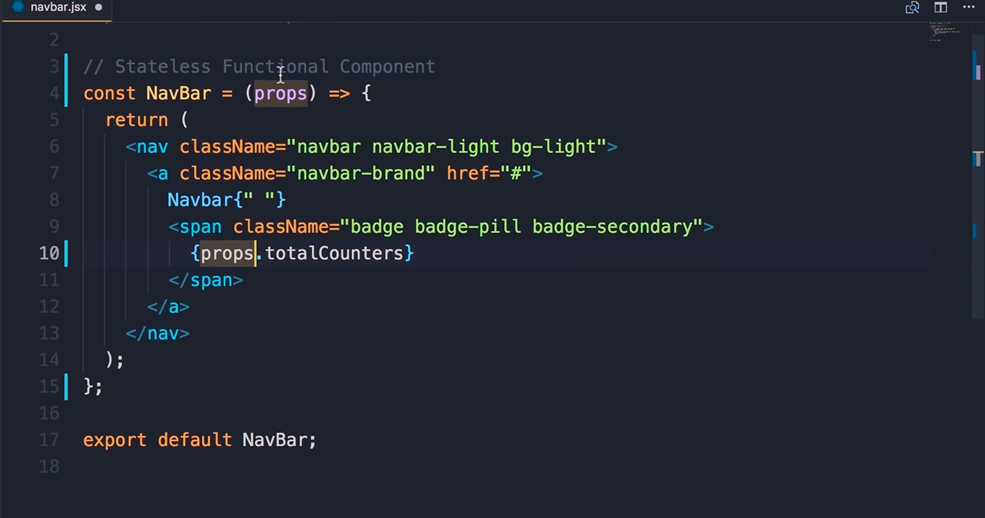 navbar.jsx
2
3 // Stateless Functional Component
4 const NavBar = (props) => {
5 return (
6 <nav className="navbar navbar-light bg-light">
7 <a className="navbar-brand" href="#">
8 Navbar{" "}
9 <span className="badge badge-pill badge-secondary">
10 {props.totalCounters}
11 </span>
12 </a>
13 </nav>
14 );
15 };
16
17 export default NavBar;
18